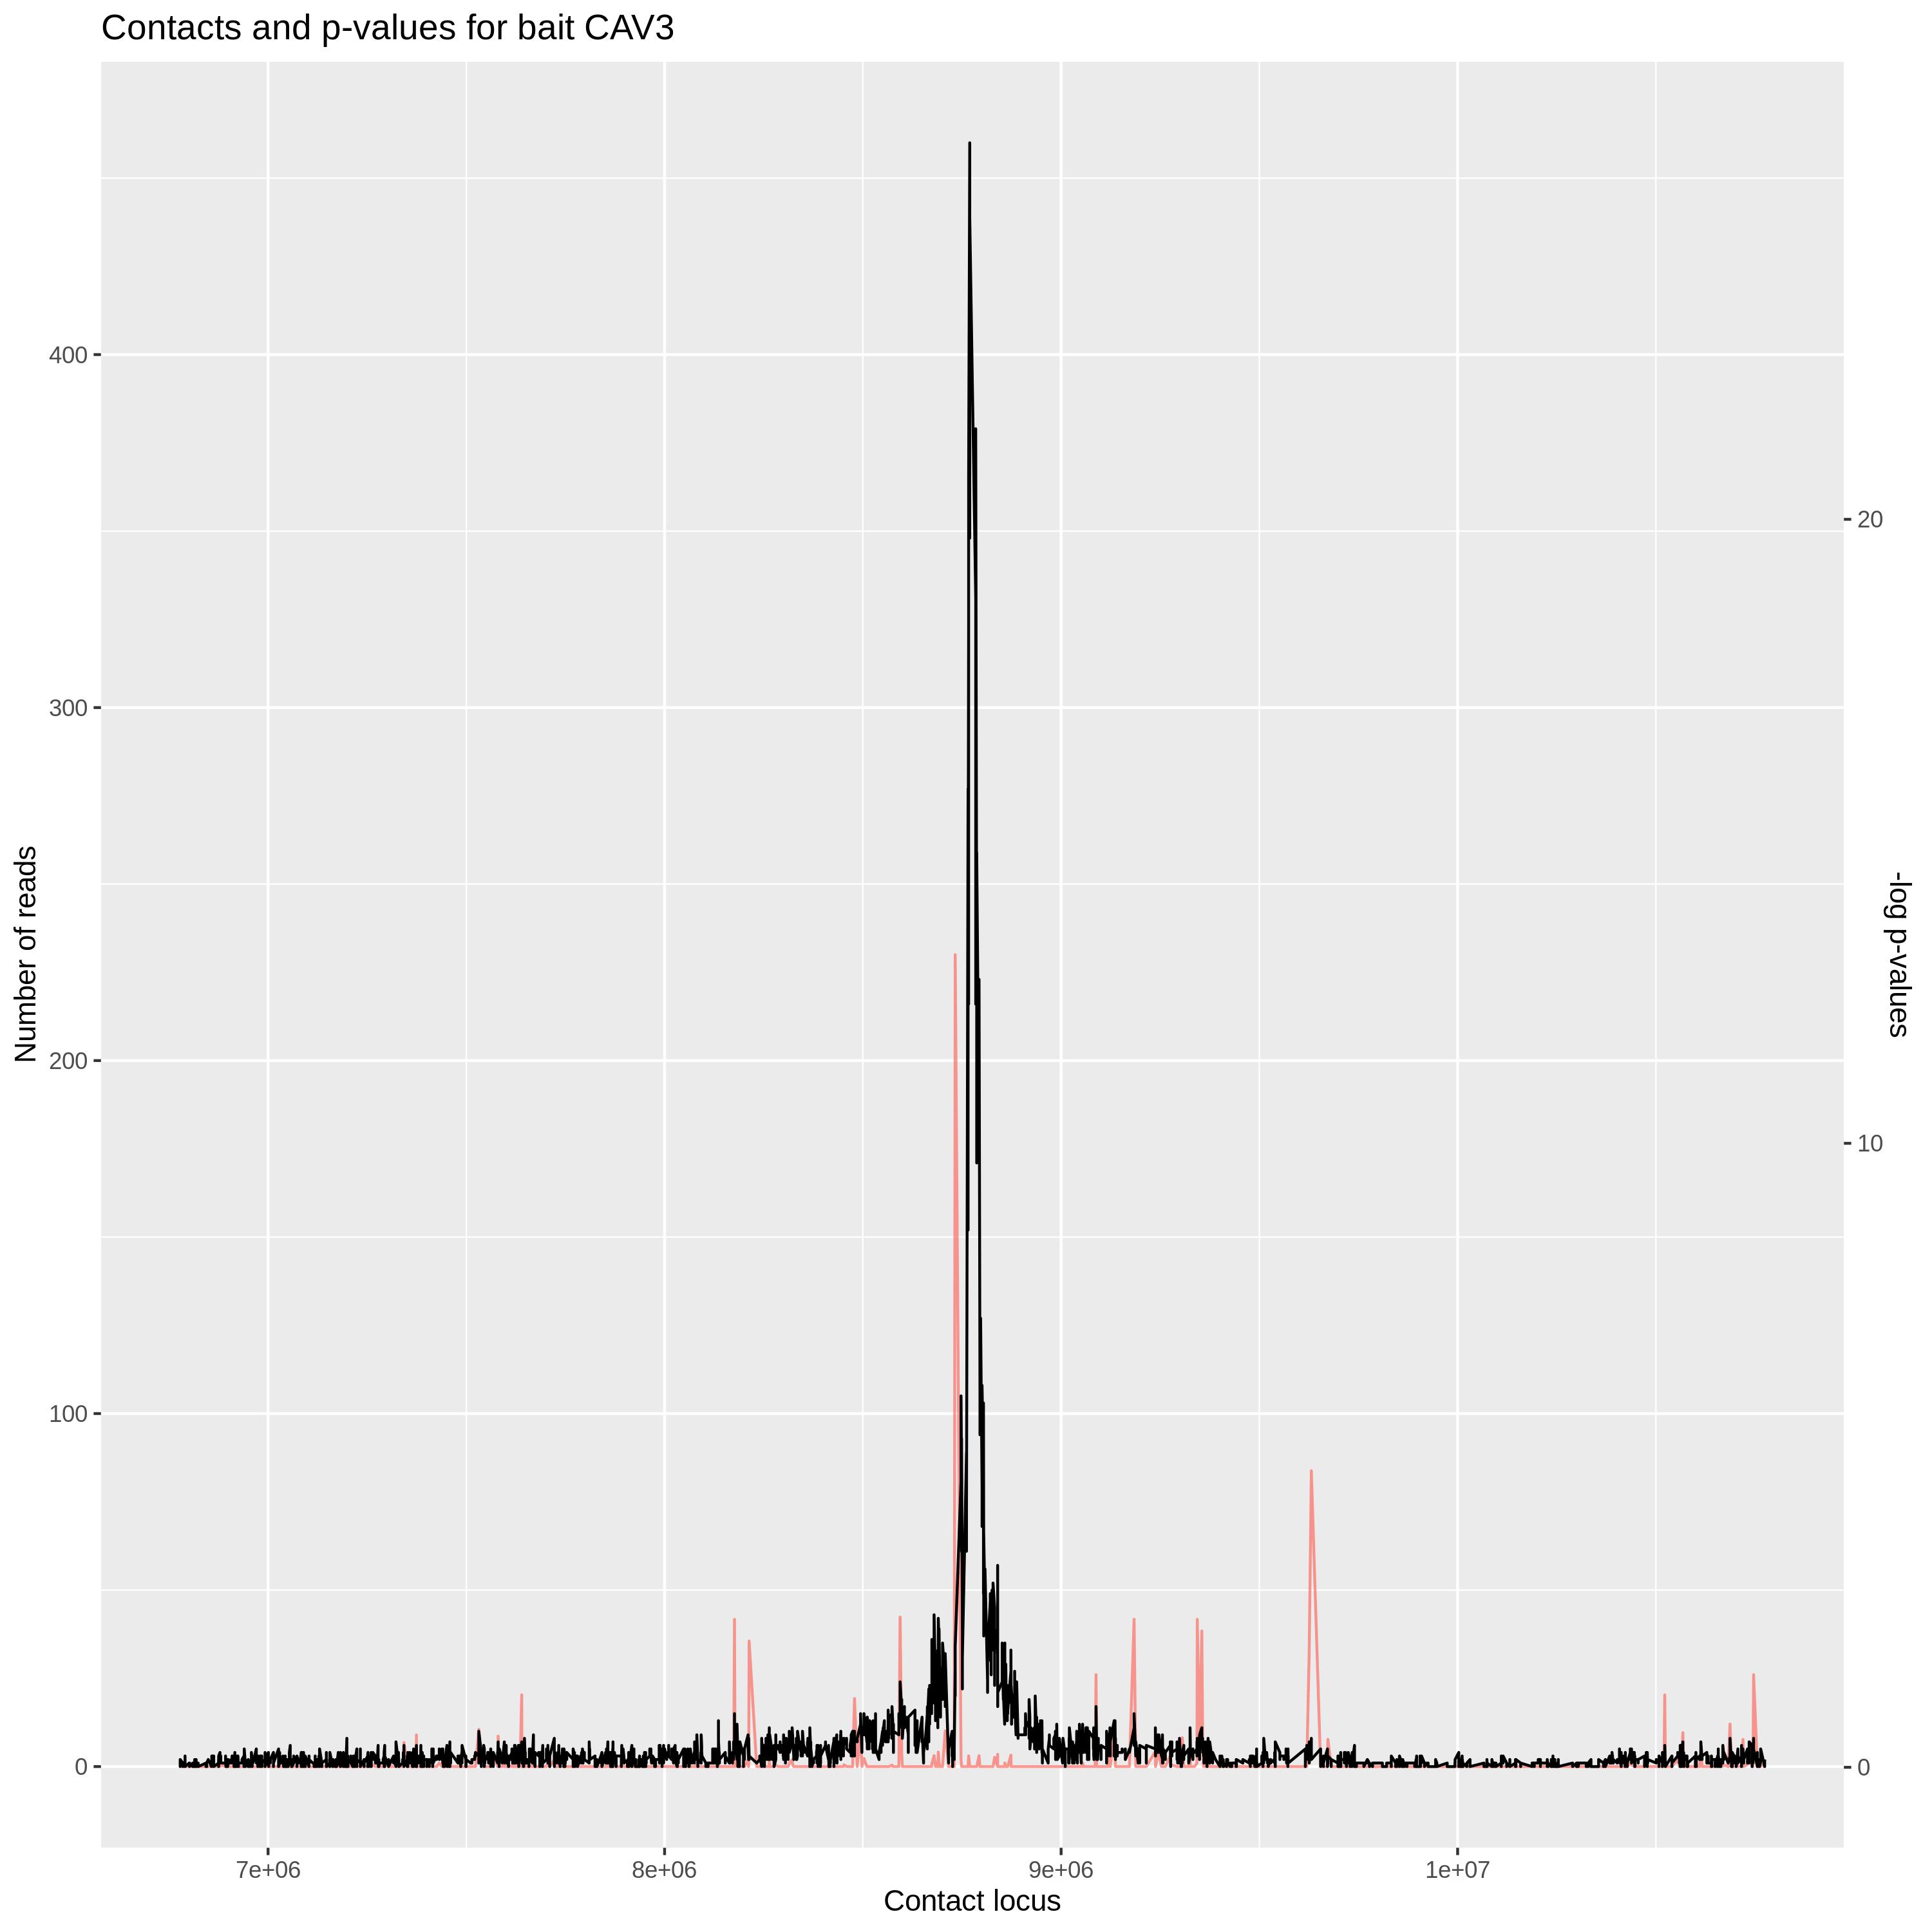 Contacts and p-values for bait CAV3
Number of reads
400
300
200
100
0
20
10
0
-log p-values
7e+06
8e+06
9e+06
1e+07
Contact locus